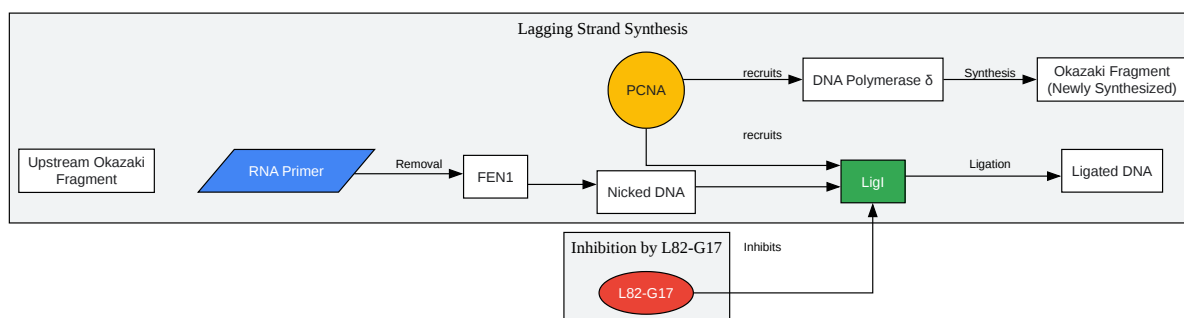 Lagging Strand Synthesis
PCNA
recruits
DNA Polymerase δ
Synthesis
Okazaki Fragment
(Newly Synthesized)
recruits
Upstream Okazaki
Fragment
RNA Primer
Removal
FEN1
Nicked DNA
LigI
Ligation
Ligated DNA
Inhibition by L82-G17
Inhibits
L82-G17